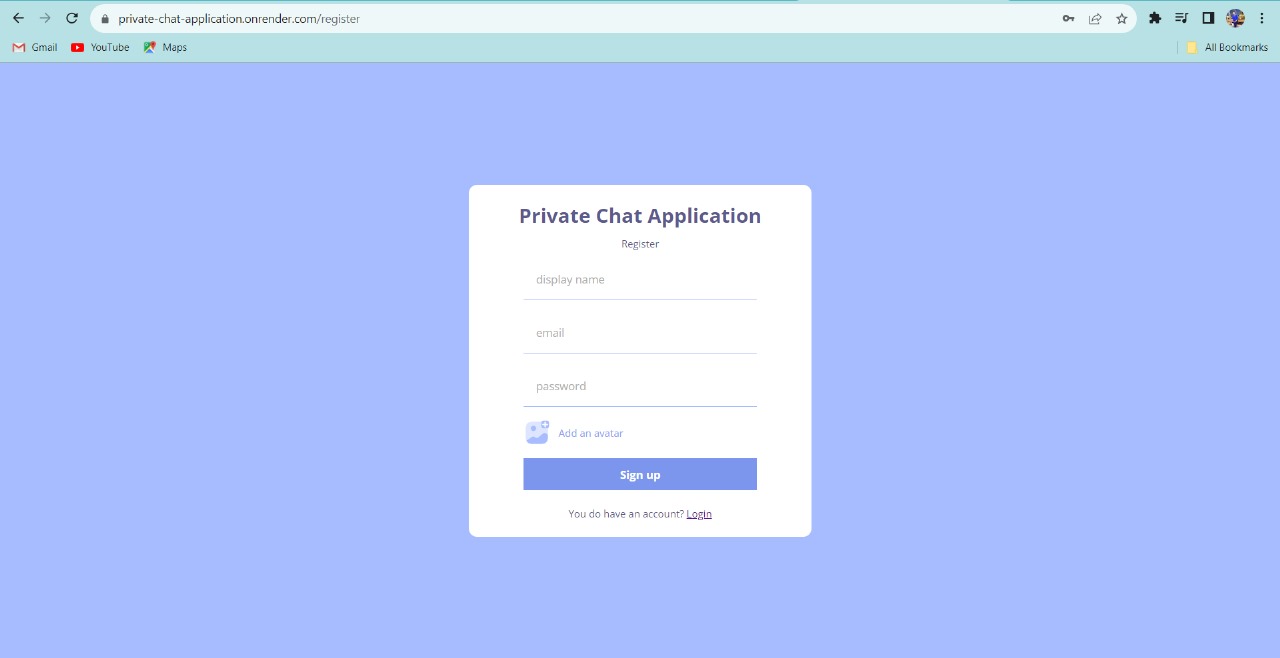 private-chat-application.onrender.com/register
Gmail YouTube Maps All Bookmarks
Private Chat Application
Register
display name
email
password
Add an avatar
Sign up
You do have an account? Login